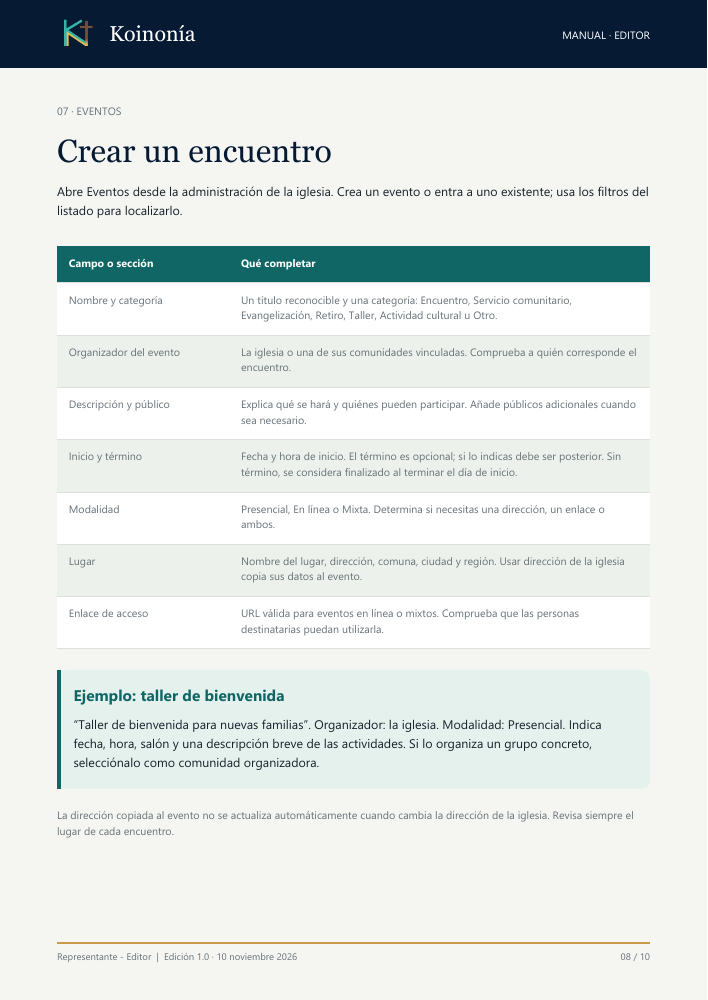 Koinonía
MANUAL · EDITOR
07 · EVENTOS
Crear un encuentro
Abre Eventos desde la administración de la iglesia. Crea un evento o entra a uno existente; usa los filtros del
listado para localizarlo.
Campo o sección
Qué completar
Nombre y categoría
Un título reconocible y una categoría: Encuentro, Servicio comunitario,
Evangelización, Retiro, Taller, Actividad cultural u Otro.
Organizador del evento
La iglesia o una de sus comunidades vinculadas. Comprueba a quién corresponde el
encuentro.
Descripción y público
Explica qué se hará y quiénes pueden participar. Añade públicos adicionales cuando
sea necesario.
Inicio y término
Fecha y hora de inicio. El término es opcional; si lo indicas debe ser posterior. Sin
término, se considera finalizado al terminar el día de inicio.
Modalidad
Presencial, En línea o Mixta. Determina si necesitas una dirección, un enlace o
ambos.
Lugar
Nombre del lugar, dirección, comuna, ciudad y región. Usar dirección de la iglesia
copia sus datos al evento.
Enlace de acceso
URL válida para eventos en línea o mixtos. Comprueba que las personas
destinatarias puedan utilizarla.
Ejemplo: taller de bienvenida
“Taller de bienvenida para nuevas familias”. Organizador: la iglesia. Modalidad: Presencial. Indica
fecha, hora, salón y una descripción breve de las actividades. Si lo organiza un grupo concreto,
selecciónalo como comunidad organizadora.
La dirección copiada al evento no se actualiza automáticamente cuando cambia la dirección de la iglesia. Revisa siempre el
lugar de cada encuentro.
Representante - Editor | Edición 1.0 · 10 noviembre 2026
08 / 10